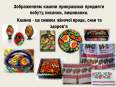 Зображенням калини прикрашали предмети
побуту, писанки, вишиванки.
Калина - це символ жіночої вроди, сили та
здоров'я